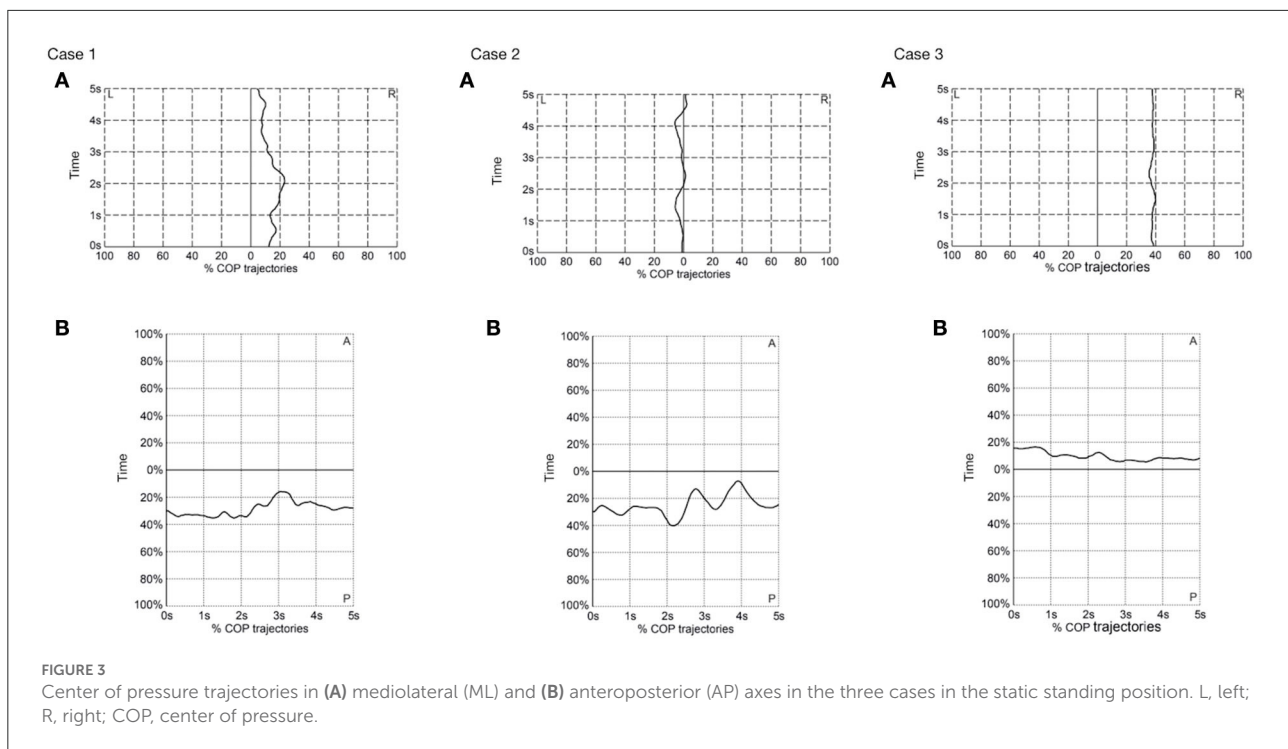 Case 1
Case 2
Case 3
A
5s
L
R
4s
3s
2s
1s
0s
Time
100 80 60 40 20 0 20 40 60 80 100
% COP trajectories
A
5s
L
R
4s
3s
2s
1s
0s
Time
100 80 60 40 20 0 20 40 60 80 100
% COP trajectories
A
5s
L
R
4s
3s
2s
1s
0s
Time
100 80 60 40 20 0 20 40 60 80 100
% COP trajectories
B
100%
A
80%
60%
40%
20%
0%
20%
40%
60%
80%
100%
P
Time
0s 1s 2s 3s 4s 5s
% COP trajectories
B
100%
A
80%
60%
40%
20%
0%
20%
40%
60%
80%
100%
P
Time
0s 1s 2s 3s 4s 5s
% COP trajectories
B
100%
A
80%
60%
40%
20%
0%
20%
40%
60%
80%
100%
P
Time
0s 1s 2s 3s 4s 5s
% COP trajectories
FIGURE 3
Center of pressure trajectories in (A) mediolateral (ML) and (B) anteroposterior (AP) axes in the three cases in the static standing position. L, left;
R, right; COP, center of pressure.